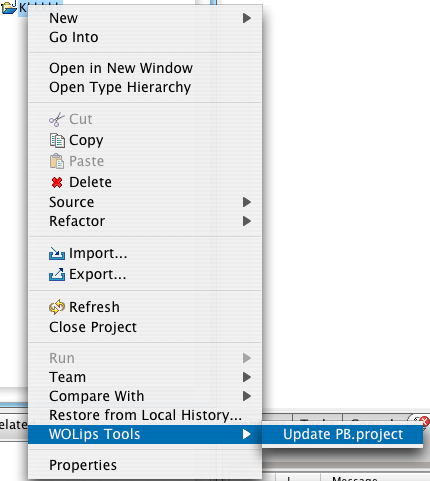 New
Go Into
Open in New Window
Open Type Hierarchy
Cut
Copy
Paste
Delete
Source
Refactor
Import...
Export...
Refresh
Close Project
Run
Team
Compare With
Restore from Local History...
WOLips Tools
Update PB.project
Properties
Message